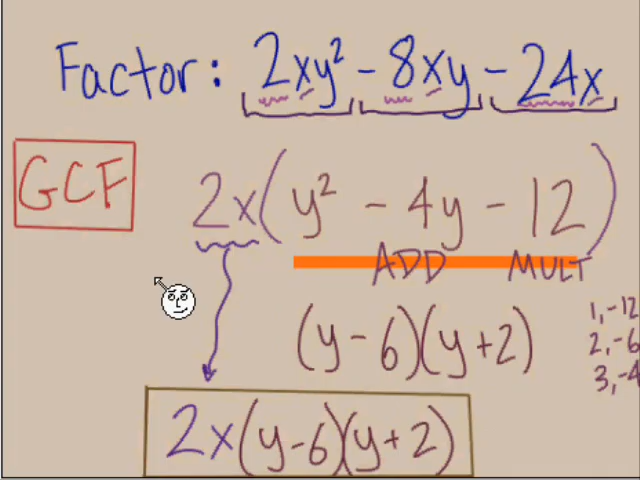 Factor: 2xy² - 8xy - 24x
GCF
2x(y² - 4y - 12)
ADD MULT
(y-6)(y+2)
1,-12
2,-6
3,-4
2x(y-6)(y+2)